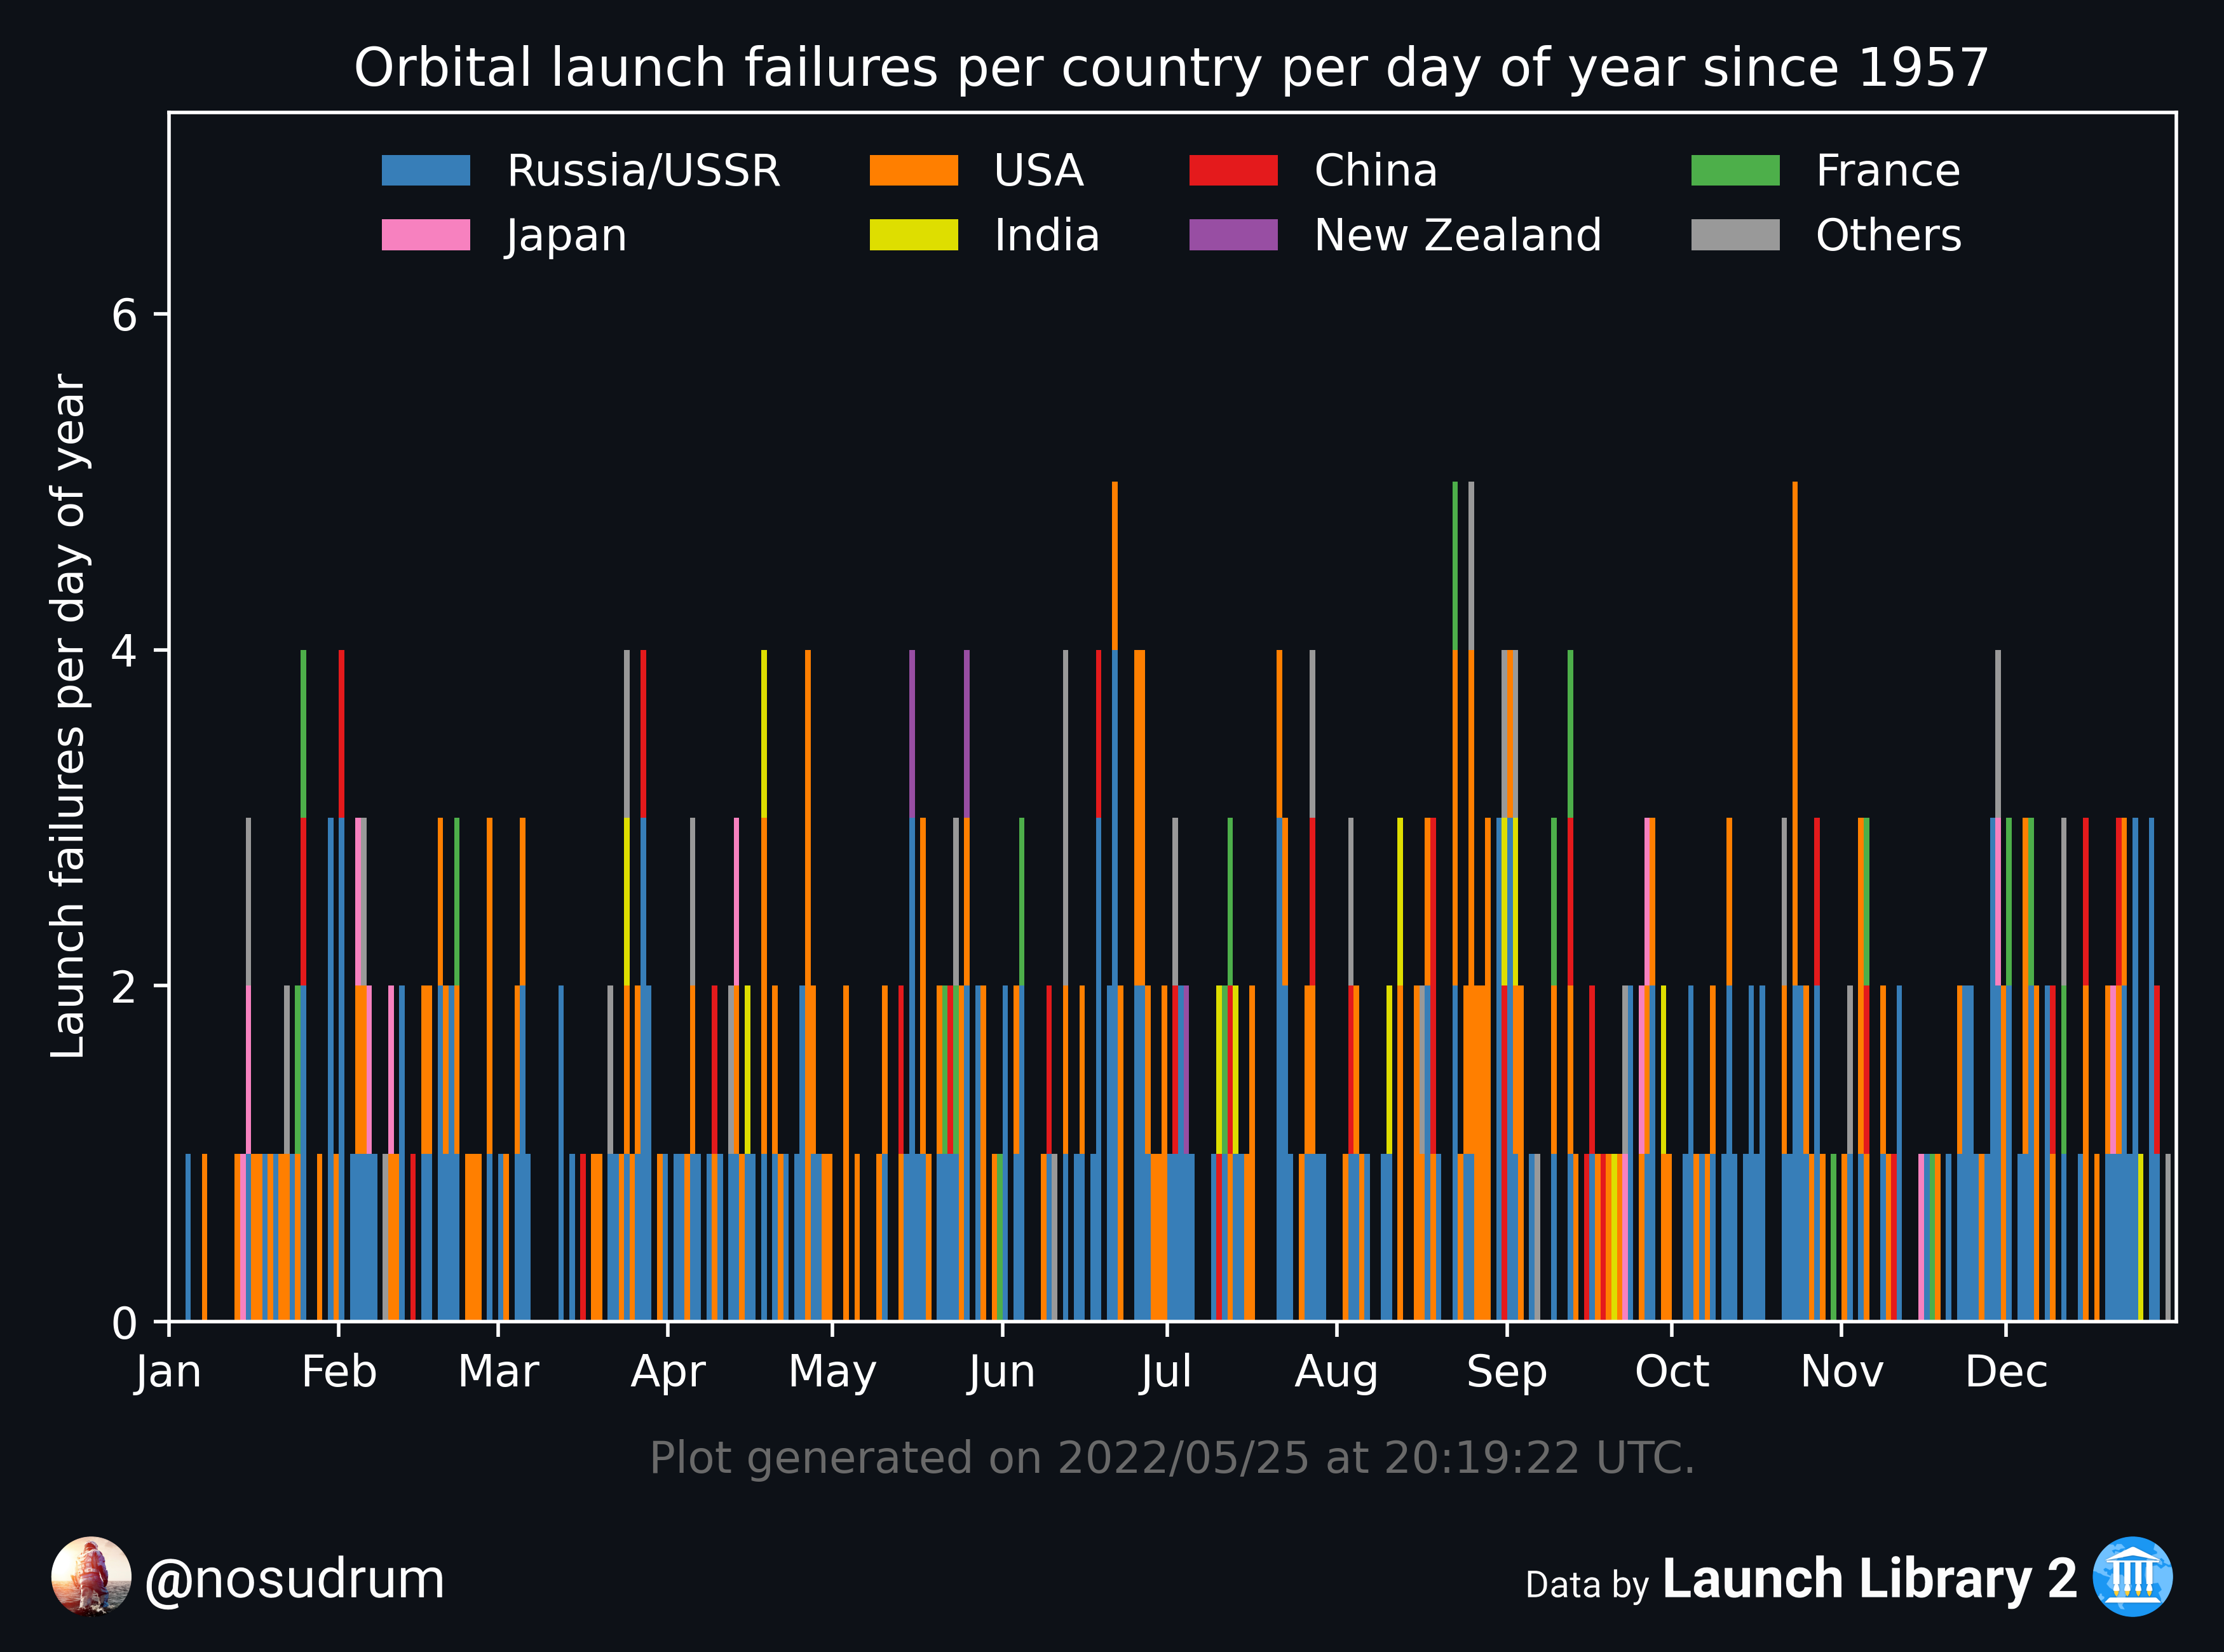 Orbital launch failures per country per day of year since 1957
Russia/USSR USA China France
Japan India New Zealand Others
Launch failures per day of year
6
4
2
0
Jan Feb Mar Apr May Jun Jul Aug Sep Oct Nov Dec
Plot generated on 2022/05/25 at 20:19:22 UTC.
@nosudrum
Data by Launch Library 2